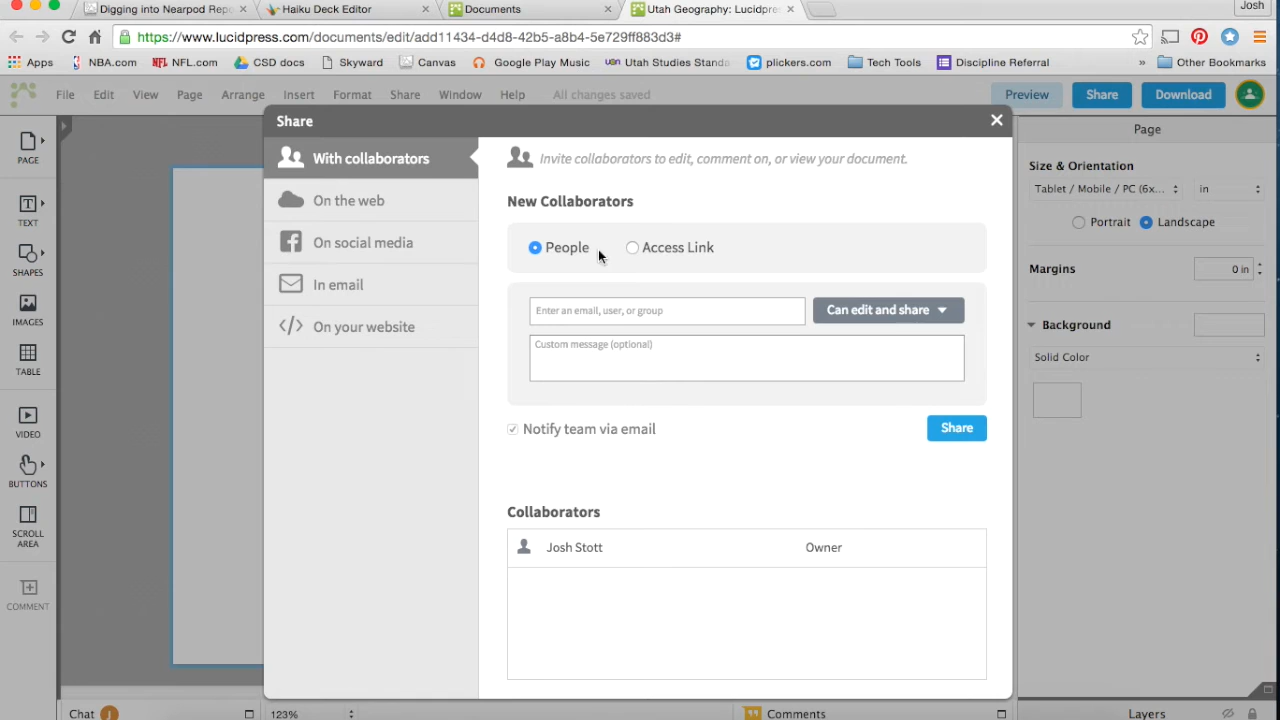 Digging into Nearpod Repo
Haiku Deck Editor
Documents
Utah Geography: Lucidpres
Josh
https://www.lucidpress.com/documents/edit/add11434-d4d8-42b5-a8b4-5e729ff883d3#
Apps
NBA.com
NFL.com
CSD docs
Skyward
Canvas
Google Play Music
Utah Studies Standa
plickers.com
Tech Tools
Discipline Referral
»
Other Bookmarks
File
Edit
View
Page
Arrange
Insert
Format
Share
Window
Help
All changes saved
Preview
Share
Download
PAGE
TEXT
SHAPES
IMAGES
TABLE
VIDEO
BUTTONS
SCROLL
AREA
COMMENT
Share
With collaborators
On the web
On social media
In email
On your website
Invite collaborators to edit, comment on, or view your document.
New Collaborators
People
Access Link
Enter an email, user, or group
Can edit and share
Custom message (optional)
Notify team via email
Share
Collaborators
Josh Stott
Owner
Page
Size & Orientation
Tablet / Mobile / PC (6x...
in
Portrait
Landscape
Margins
0 in
Background
Solid Color
Chat
J
123%
Comments
Layers